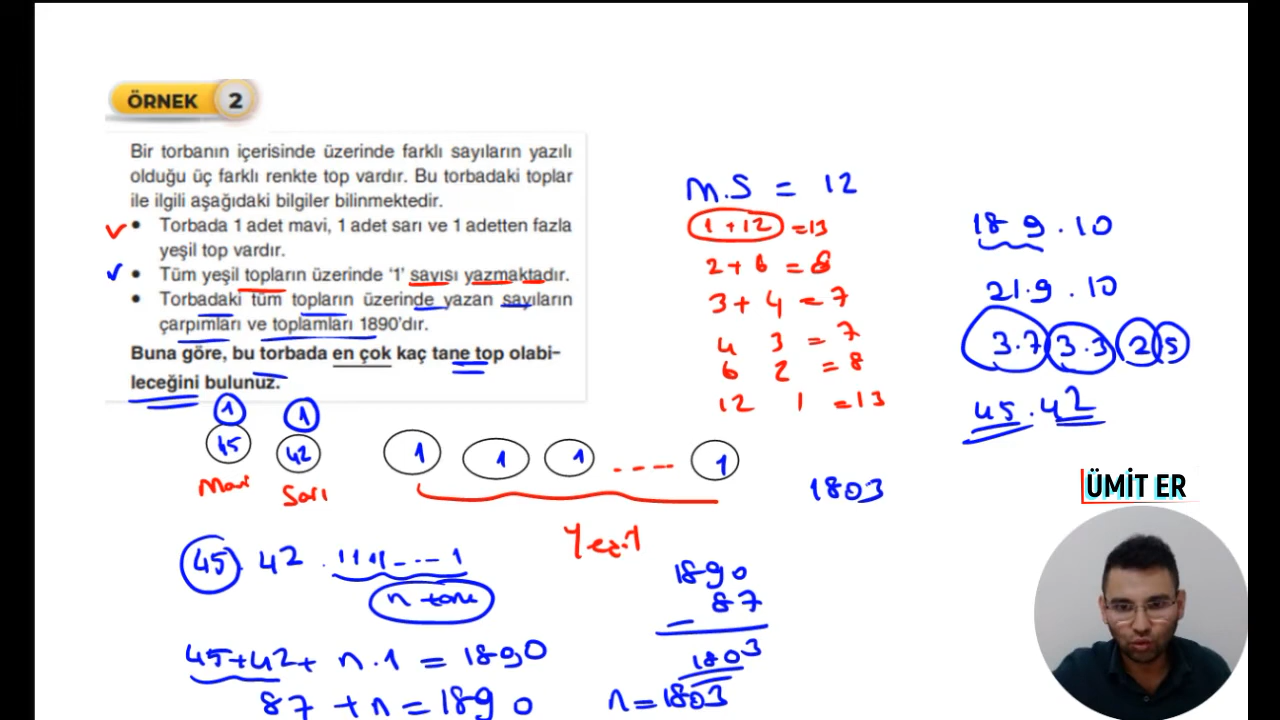 ÖRNEK 2
Bir torbanın içerisinde üzerinde farklı sayıların yazılı
olduğu üç farklı renkte top vardır. Bu torbadaki toplar
ile ilgili aşağıdaki bilgiler bilinmektedir.
• Torbada 1 adet mavi, 1 adet sarı ve 1 adetten fazla
yeşil top vardır.
• Tüm yeşil topların üzerinde '1' sayısı yazmaktadır.
• Torbadaki tüm topların üzerinde yazan sayıların
çarpımları ve toplamları 1890'dır.
Buna göre, bu torbada en çok kaç tane top olabi-
leceğini bulunuz.
1 1
45 42 1 1 1 ---- 1
Mavi Sarı
Yeşil
45 . 42 . 1 1 1 1 - - -- 1
n tane
45+42+ n.1 = 1890
87 +n = 1890
M.S = 12
1 + 12 =13
2 + 6 = 8
3 + 4 = 7
4 3 = 7
6 2 = 8
12 1 =13
18 9 . 10
21.9 . 10
3.7 3.3 2 5
45.42
1803
1890
87
1803
n=1803
ÜMİT ER